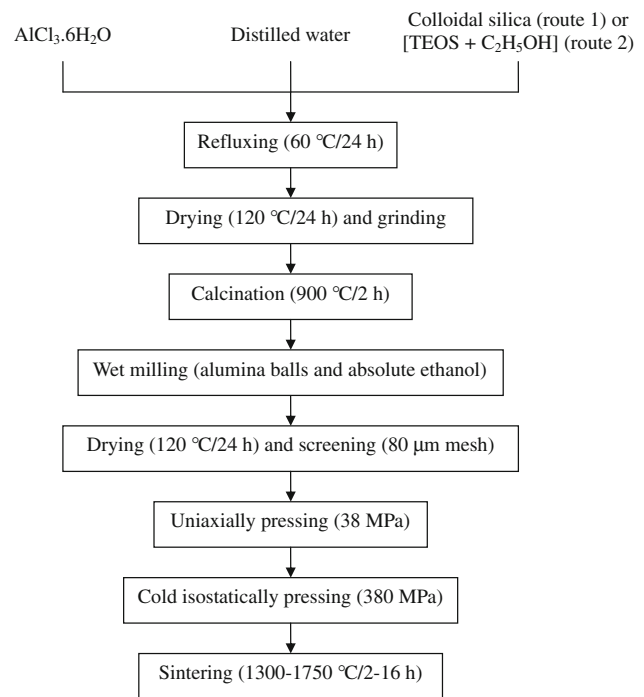 AlCl₃.6H₂O
Distilled water
Colloidal silica (route 1) or
[TEOS + C₂H₅OH] (route 2)
Refluxing (60 °C/24 h)
Drying (120 °C/24 h) and grinding
Calcination (900 °C/2 h)
Wet milling (alumina balls and absolute ethanol)
Drying (120 °C/24 h) and screening (80 μm mesh)
Uniaxially pressing (38 MPa)
Cold isostatically pressing (380 MPa)
Sintering (1300-1750 °C/2-16 h)